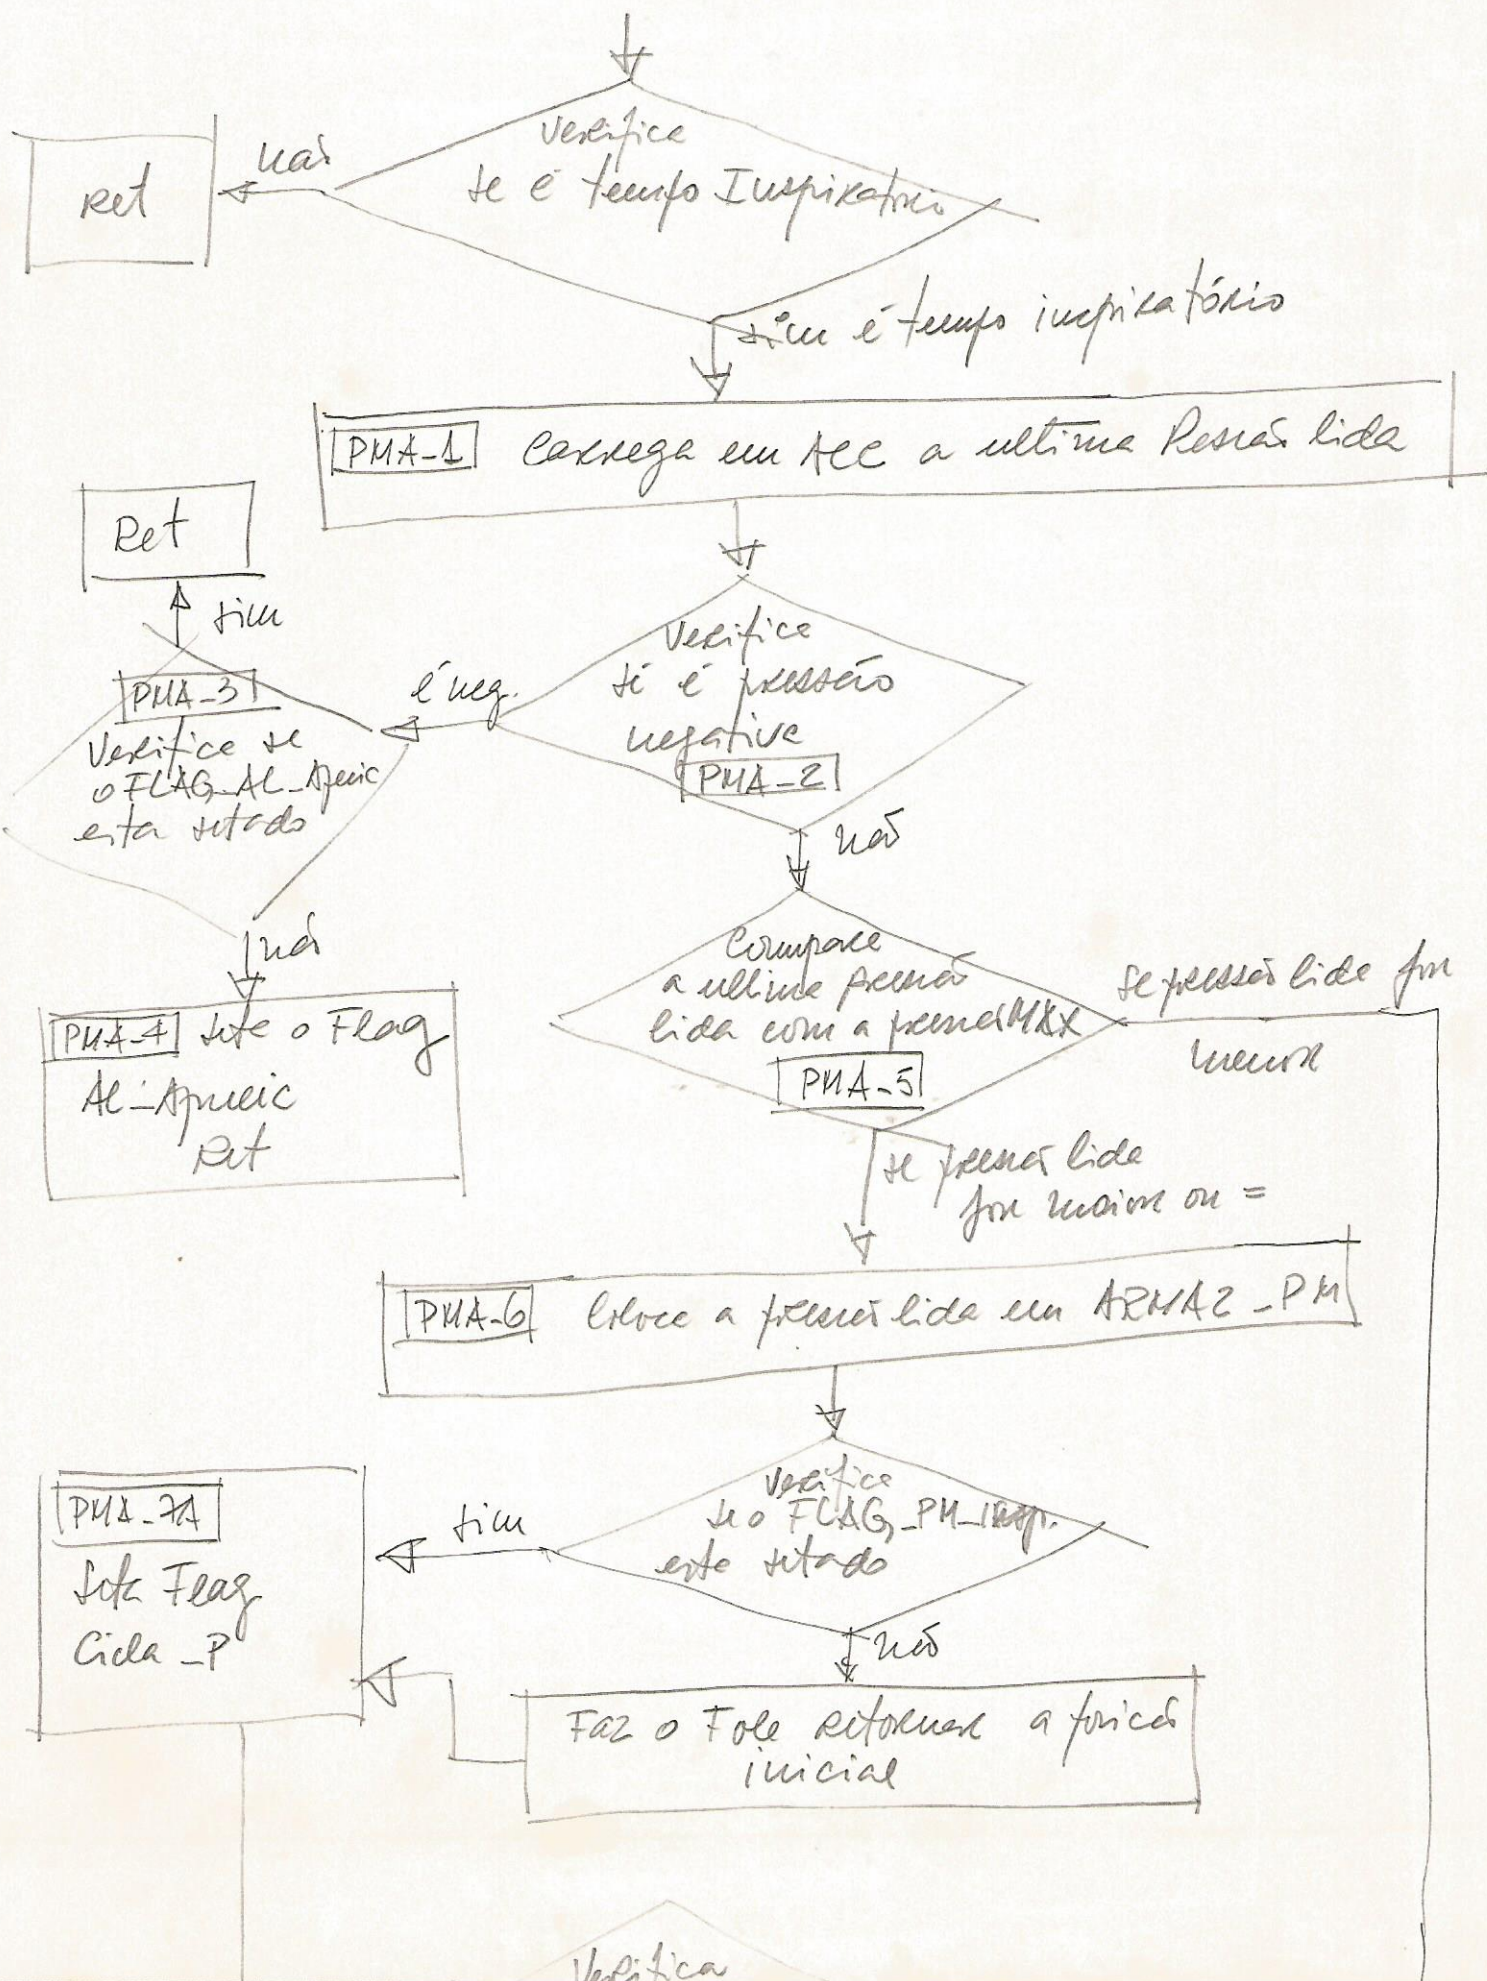 Verifica
se é tempo Inspiratório
não
Ret
sim é tempo inspiratório
PMA-1 Carrega em ACC a ultima Pressão lida
Ret
sim
Verifica
se é pressão
negativa
PMA-2
é neg.
PMA-3
Verifica se
o FLAG_AL_Apneic
esta setado
não
não
PMA-4 Seta o Flag
Al_Apneic
Ret
Compara
a ultima pressão
lida com a pressãoMAX
PMA-5
se pressão lida for
menor
se pressão lida
for maior ou =
PMA-6 Coloca a pressão lida em ARMAZ_PM
Verifica
se o FLAG_PM_insp.
esta setado
sim
PMA-7A
Seta Flag
Cicla_P
não
Faz o Fole retornar a posição
inicial
Verifica